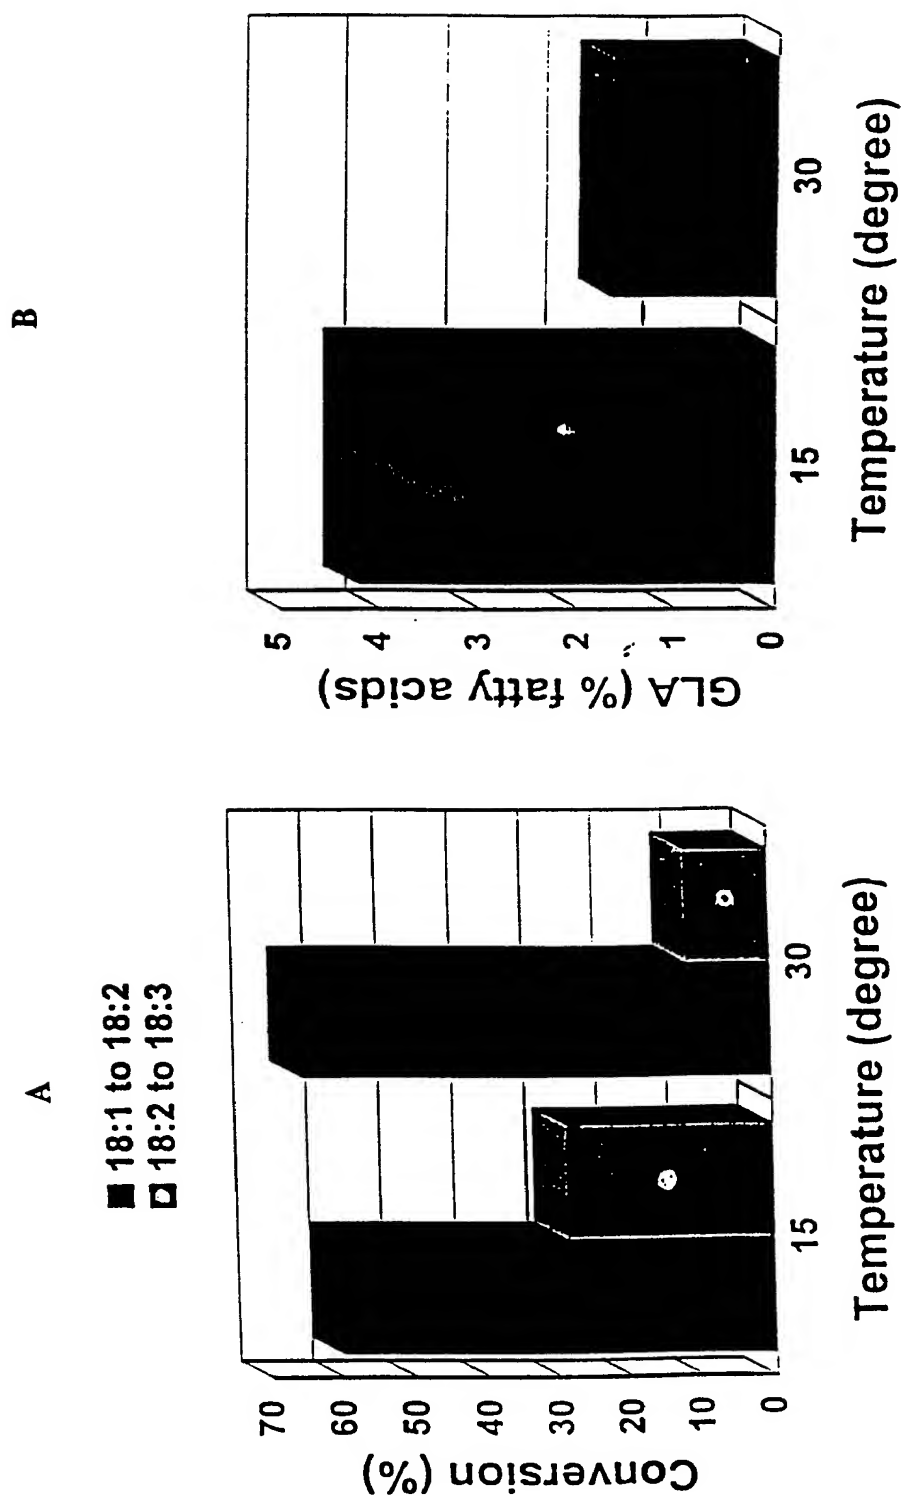 A
18:1 to 18:2
18:2 to 18:3
Conversion (%)
70
60
50
40
30
20
10
0
15
30
Temperature (degree)
B
GLA (% fatty acids)
5
4
3
2
1
0
15
30
Temperature (degree)